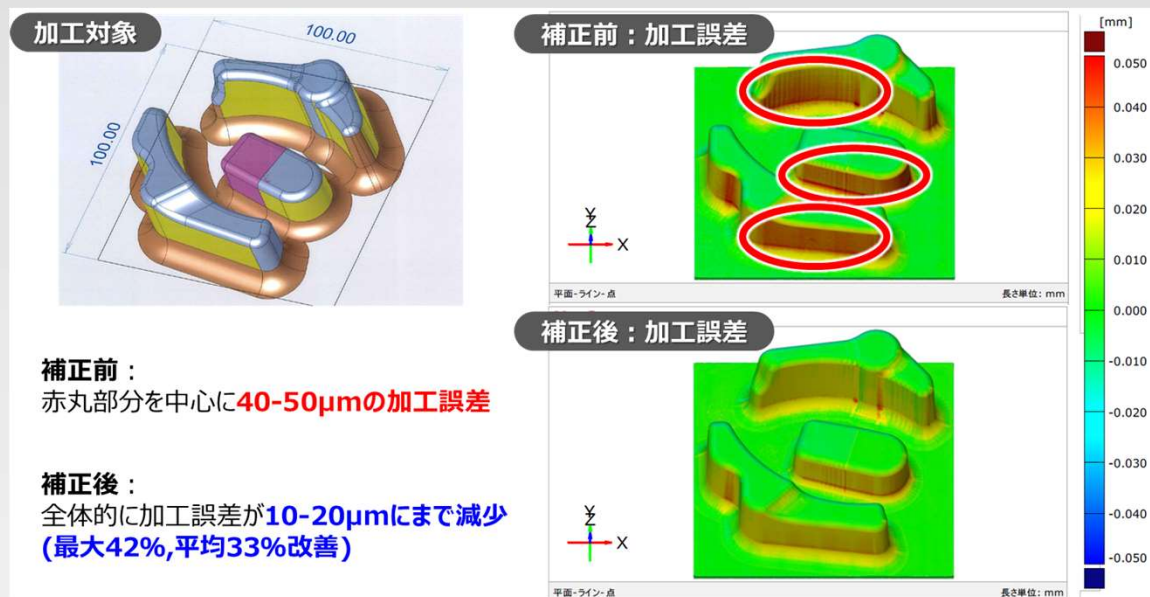 加工対象
100.00
100.00
補正前：
赤丸部分を中心に40-50μmの加工誤差
補正後：
全体的に加工誤差が10-20μmにまで減少
(最大42%,平均33%改善)
補正前：加工誤差
Y
Z
X
平面-ライン-点
長さ単位: mm
補正後：加工誤差
Y
Z
X
平面-ライン-点
長さ単位: mm
[mm]
0.050
0.040
0.030
0.020
0.010
0.000
-0.010
-0.020
-0.030
-0.040
-0.050